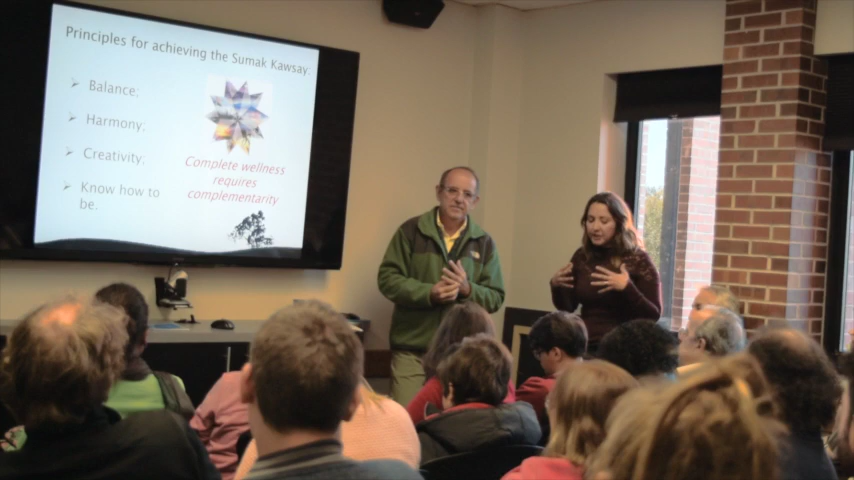 Principles for achieving the Sumak Kawsay.
➢ Balance;
➢ Harmony;
➢ Creativity;
➢ Know how to
be.
Complete wellness
requires
complementarity